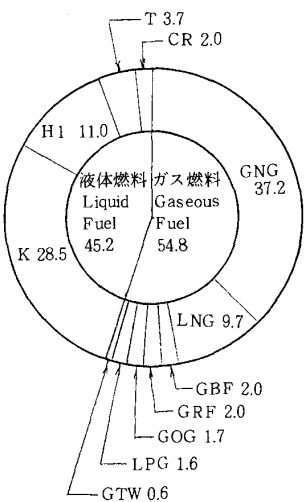 T 3.7
CR 2.0
H1 11.0
GNG
37.2
液体燃料
Liquid
Fuel
45.2
ガス燃料
Gaseous
Fuel
54.8
K 28.5
LNG 9.7
GBF 2.0
GRF 2.0
GOG 1.7
LPG 1.6
GTW 0.6